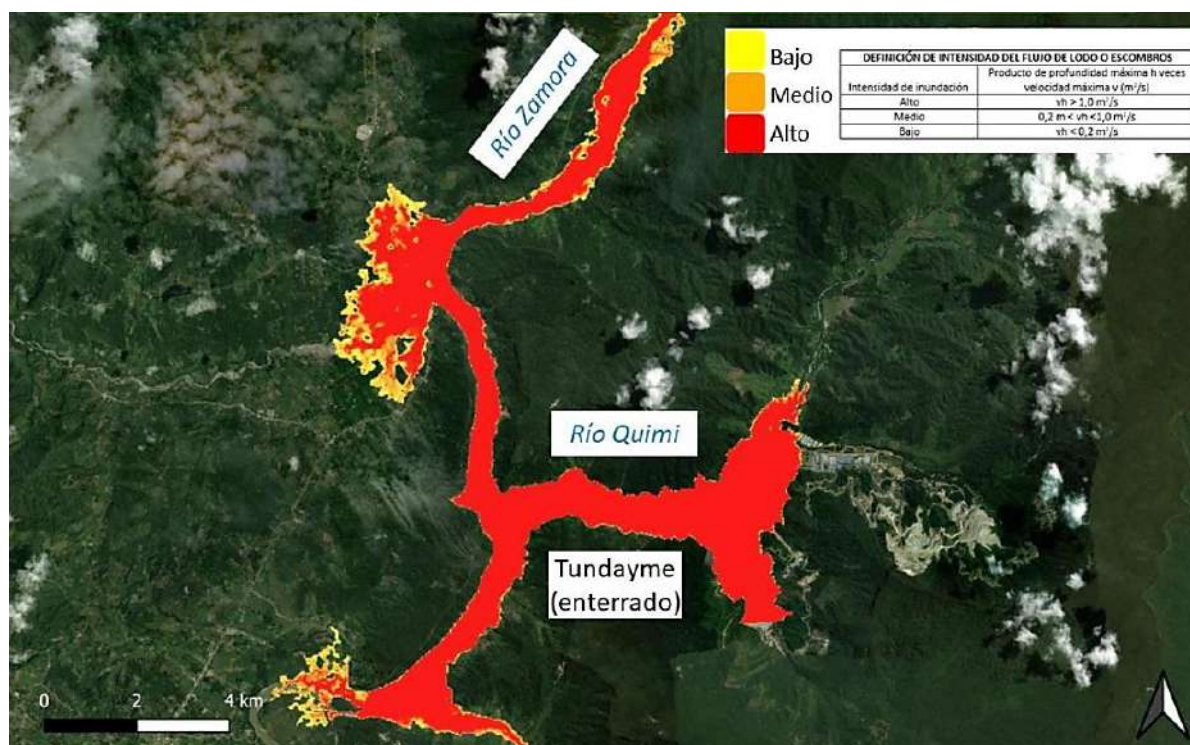 Río Zamora
Bajo
Medio
Alto
DEFINICIÓN DE INTENSIDAD DEL FLUJO DE LODO O ESCOMBROS
Intensidad de inundación
Producto de profundidad máxima h veces
velocidad máxima v (m²/s)
Alto vh > 1,0 m²/s
Medio 0,2 m < vh <1,0 m²/s
Bajo vh < 0,2 m²/s
Río Quimi
Tundayme
(enterrado)
0 2 4 km